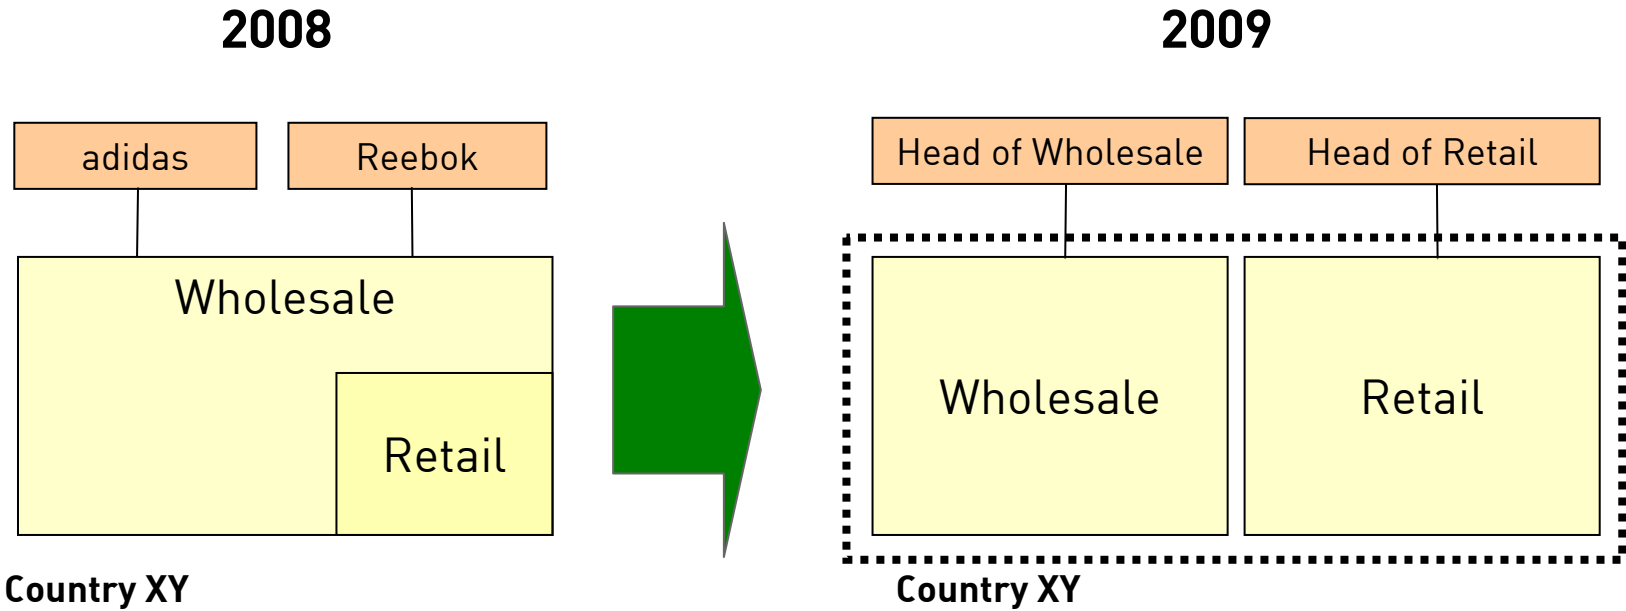 2008
2009
adidas
Reebok
Head of Wholesale
Head of Retail
Wholesale
Retail
Wholesale
Retail
Country XY
Country XY